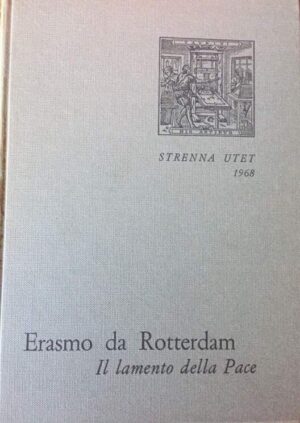 STRENNA UTET
1968
Erasmo da Rotterdam
Il lamento della Pace